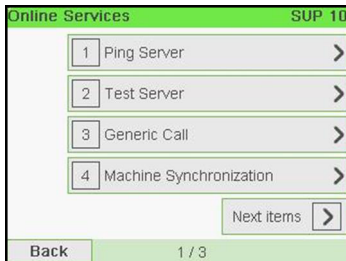 Online Services SUP 10
1 Ping Server
2 Test Server
3 Generic Call
4 Machine Synchronization
Next items
Back 1 / 3